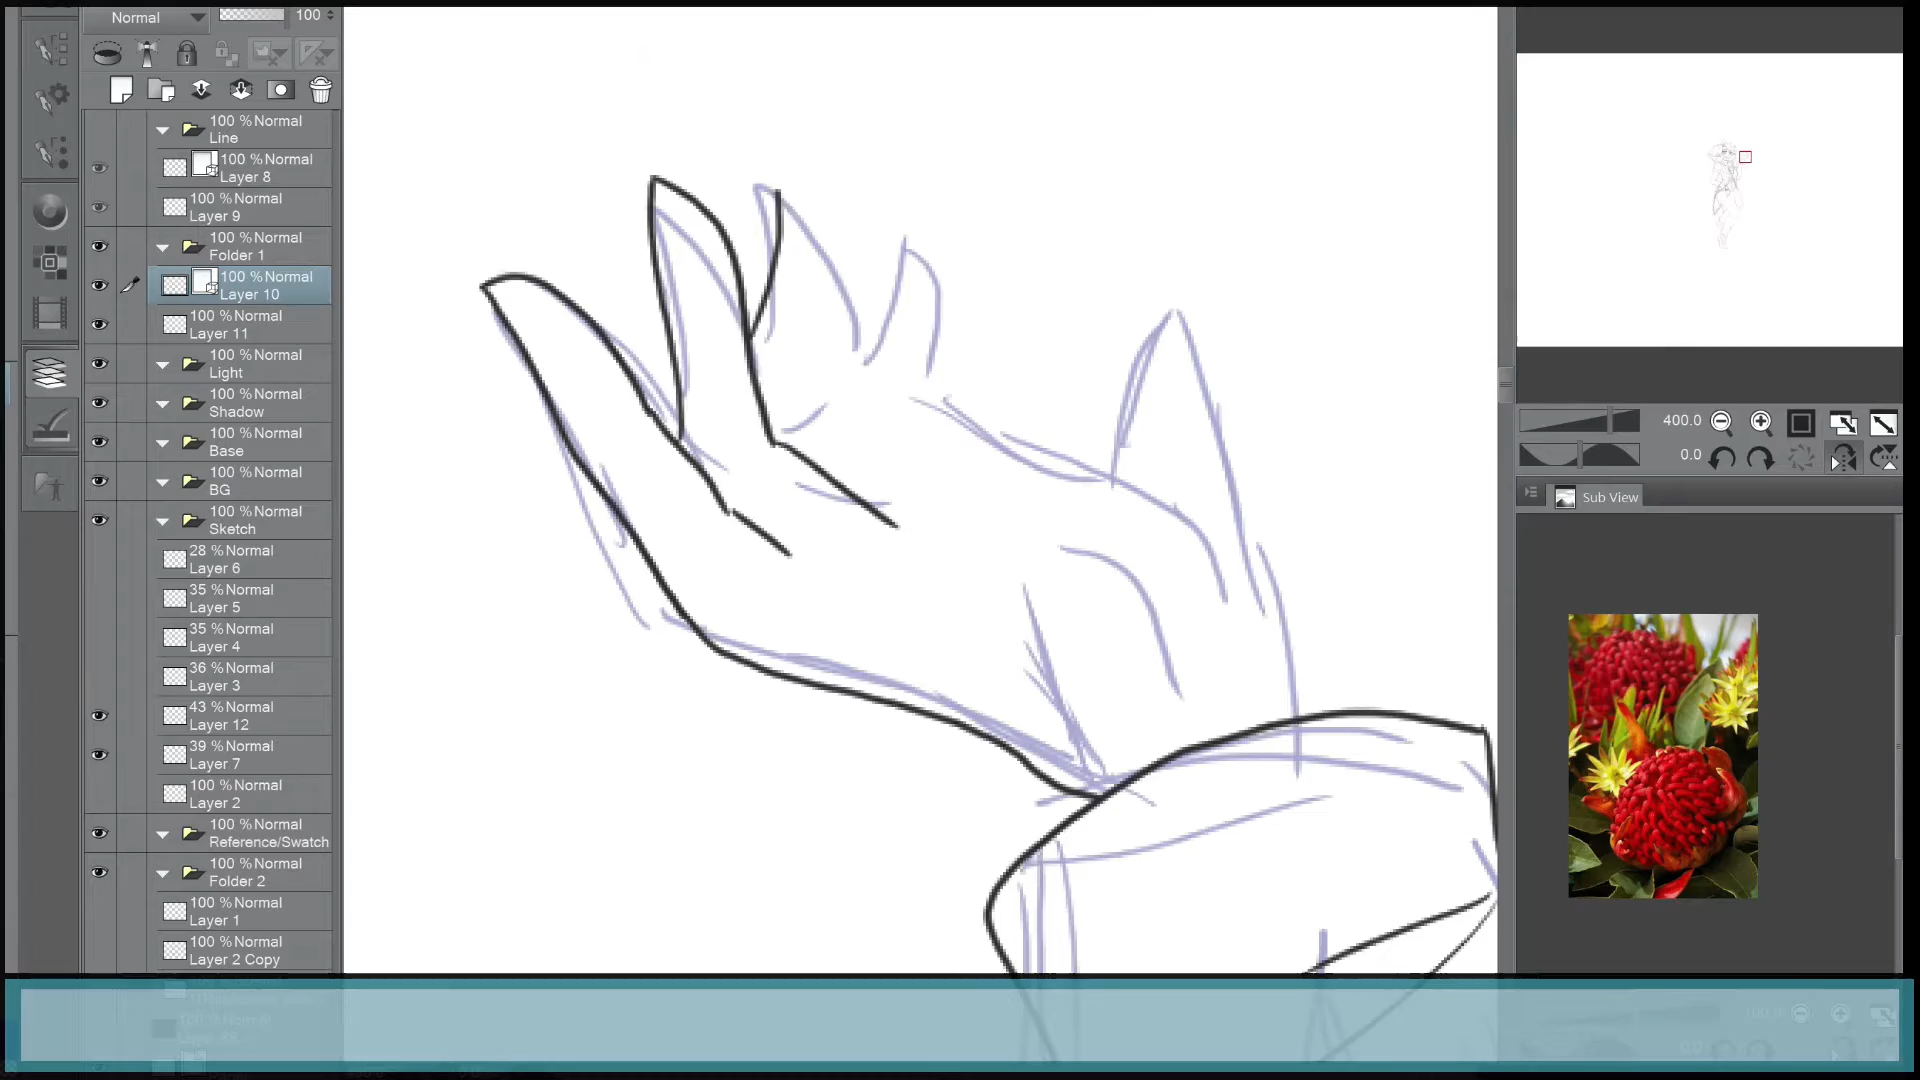 Normal 100
100 %Normal
Line
100 %Normal
Layer 8
100 %Normal
Layer 9
100 %Normal
Folder 1
100 %Normal
Layer 10
100 %Normal
Layer 11
100 %Normal
Light
100 %Normal
Shadow
100 %Normal
Base
100 %Normal
BG
100 %Normal
Sketch
28 %Normal
Layer 6
35 %Normal
Layer 5
35 %Normal
Layer 4
36 %Normal
Layer 3
43 %Normal
Layer 12
39 %Normal
Layer 7
100 %Normal
Layer 2
100 %Normal
Reference/Swatch
100 %Normal
Folder 2
100 %Normal
Layer 1
100 %Normal
Layer 2 Copy
400.0
0.0
Sub View